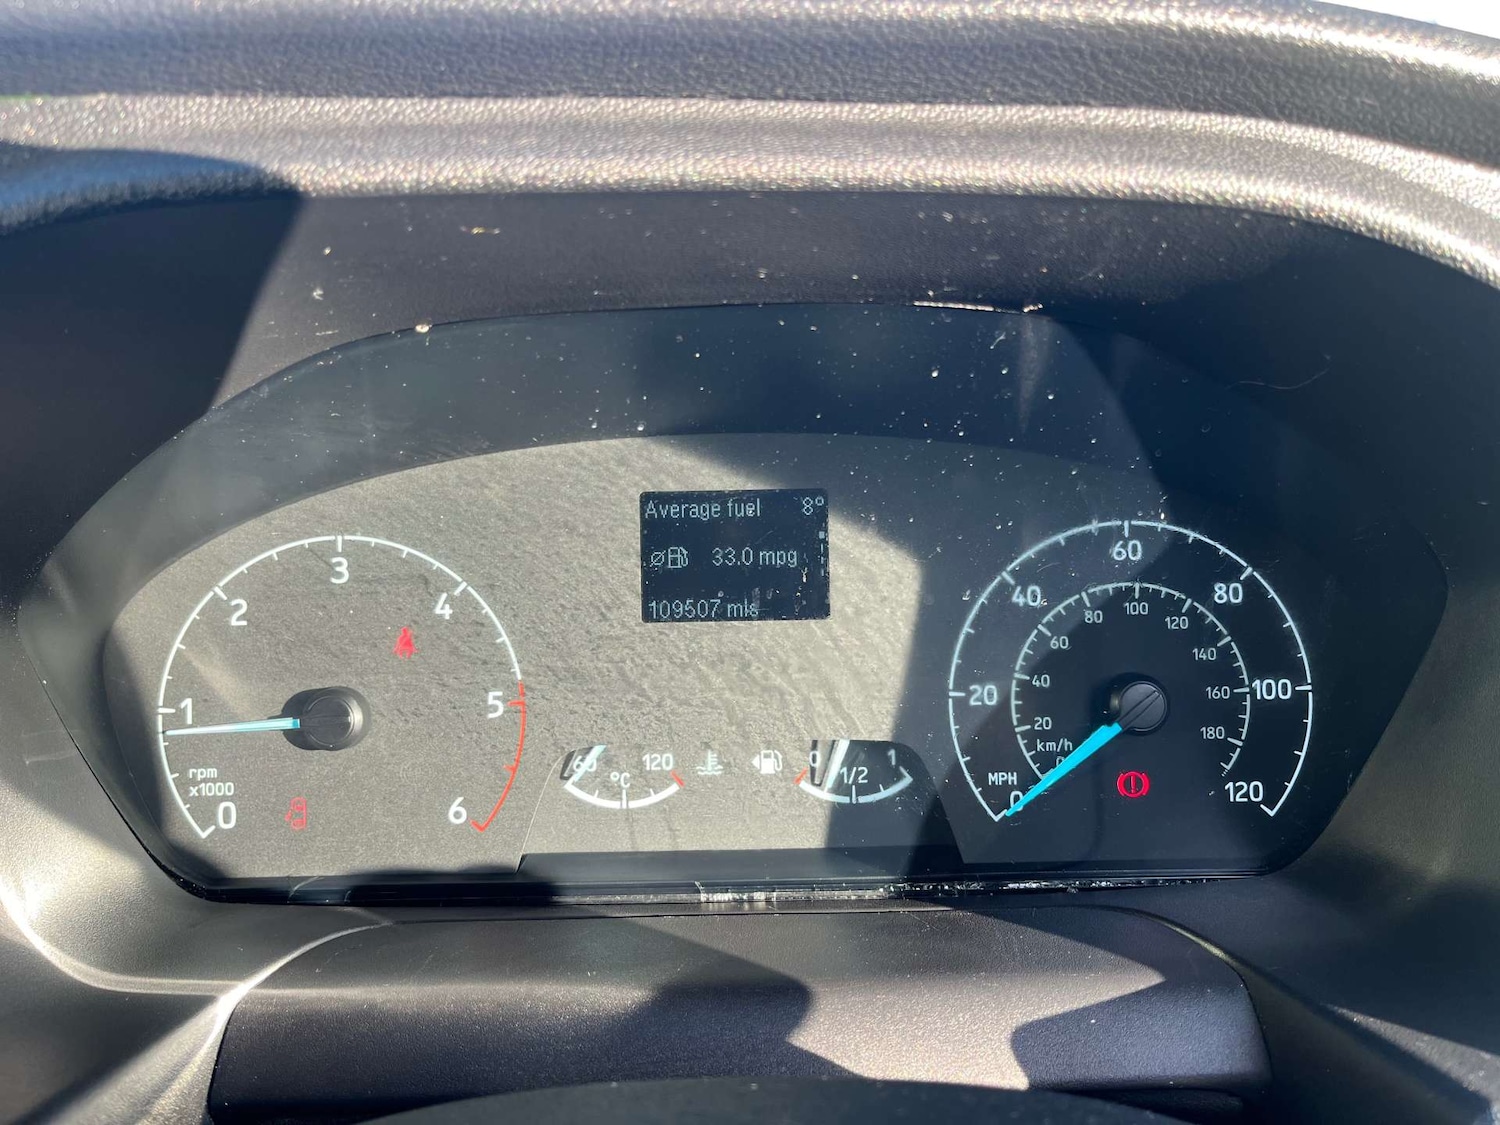 Average fuel 8°
33.0 mpg
109507 mls
0 1 2 3 4 5 6
rpm
x1000
60 120
°C
0 1/2 1
0 20 40 60 80 100 120
MPH
0 20 40 60 80 100 120 140 160 180
km/h